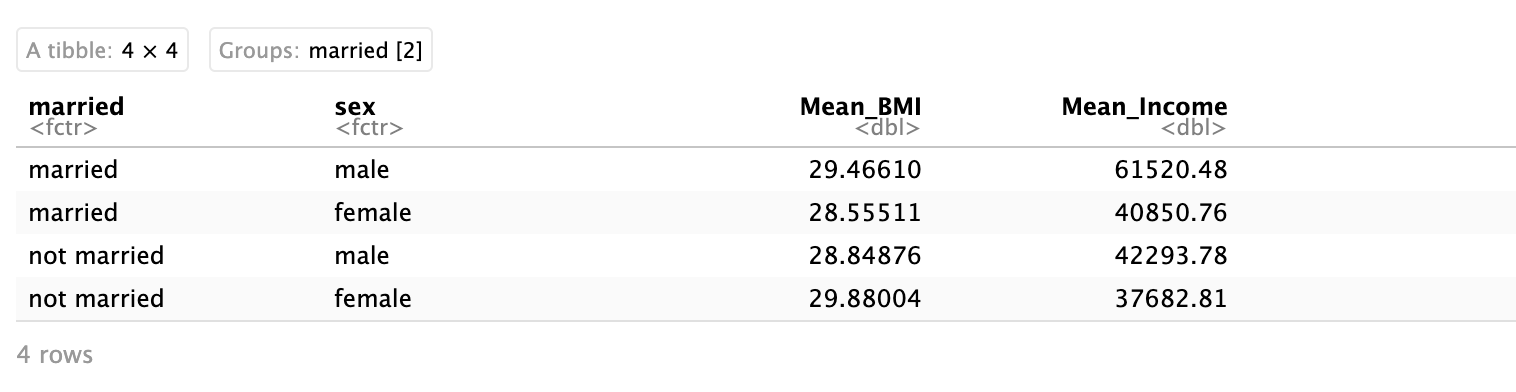 A tibble: 4 × 4 Groups: married [2]
married sex Mean_BMI Mean_Income
<fctr> <fctr> <dbl> <dbl>
married male 29.46610 61520.48
married female 28.55511 40850.76
not married male 28.84876 42293.78
not married female 29.88004 37682.81
4 rows